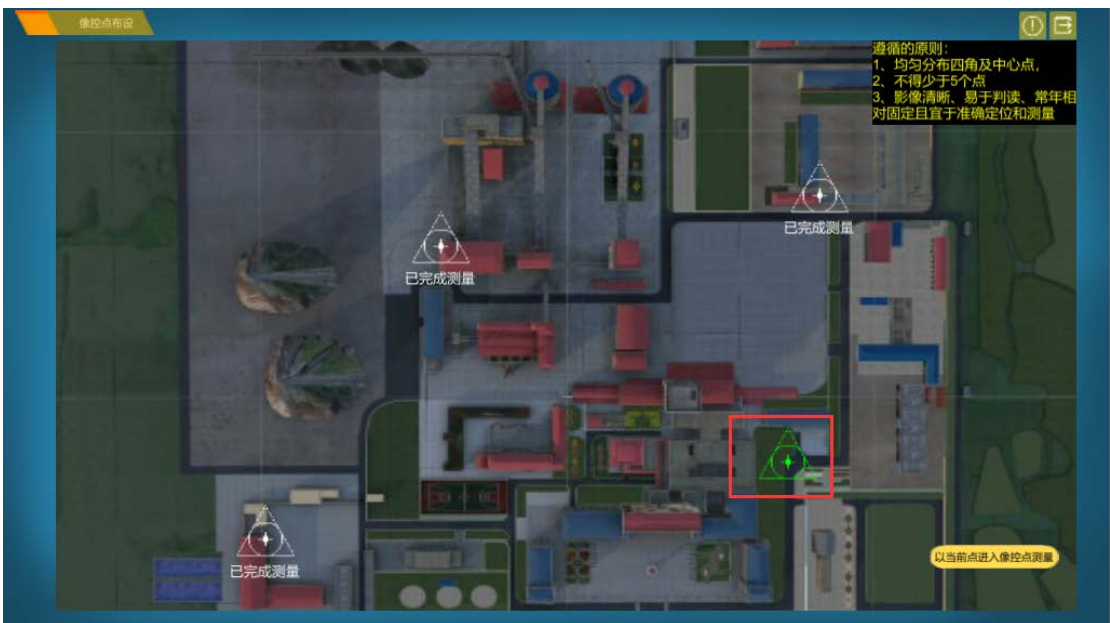 像控点布设
遵循的原则：
1、均匀分布四角及中心点，
2、不得少于5个点
3、影像清晰、易于判读、常年相
对固定且宜于准确定位和测量
已完成测量
已完成测量
已完成测量
以当前点进入像控点测量